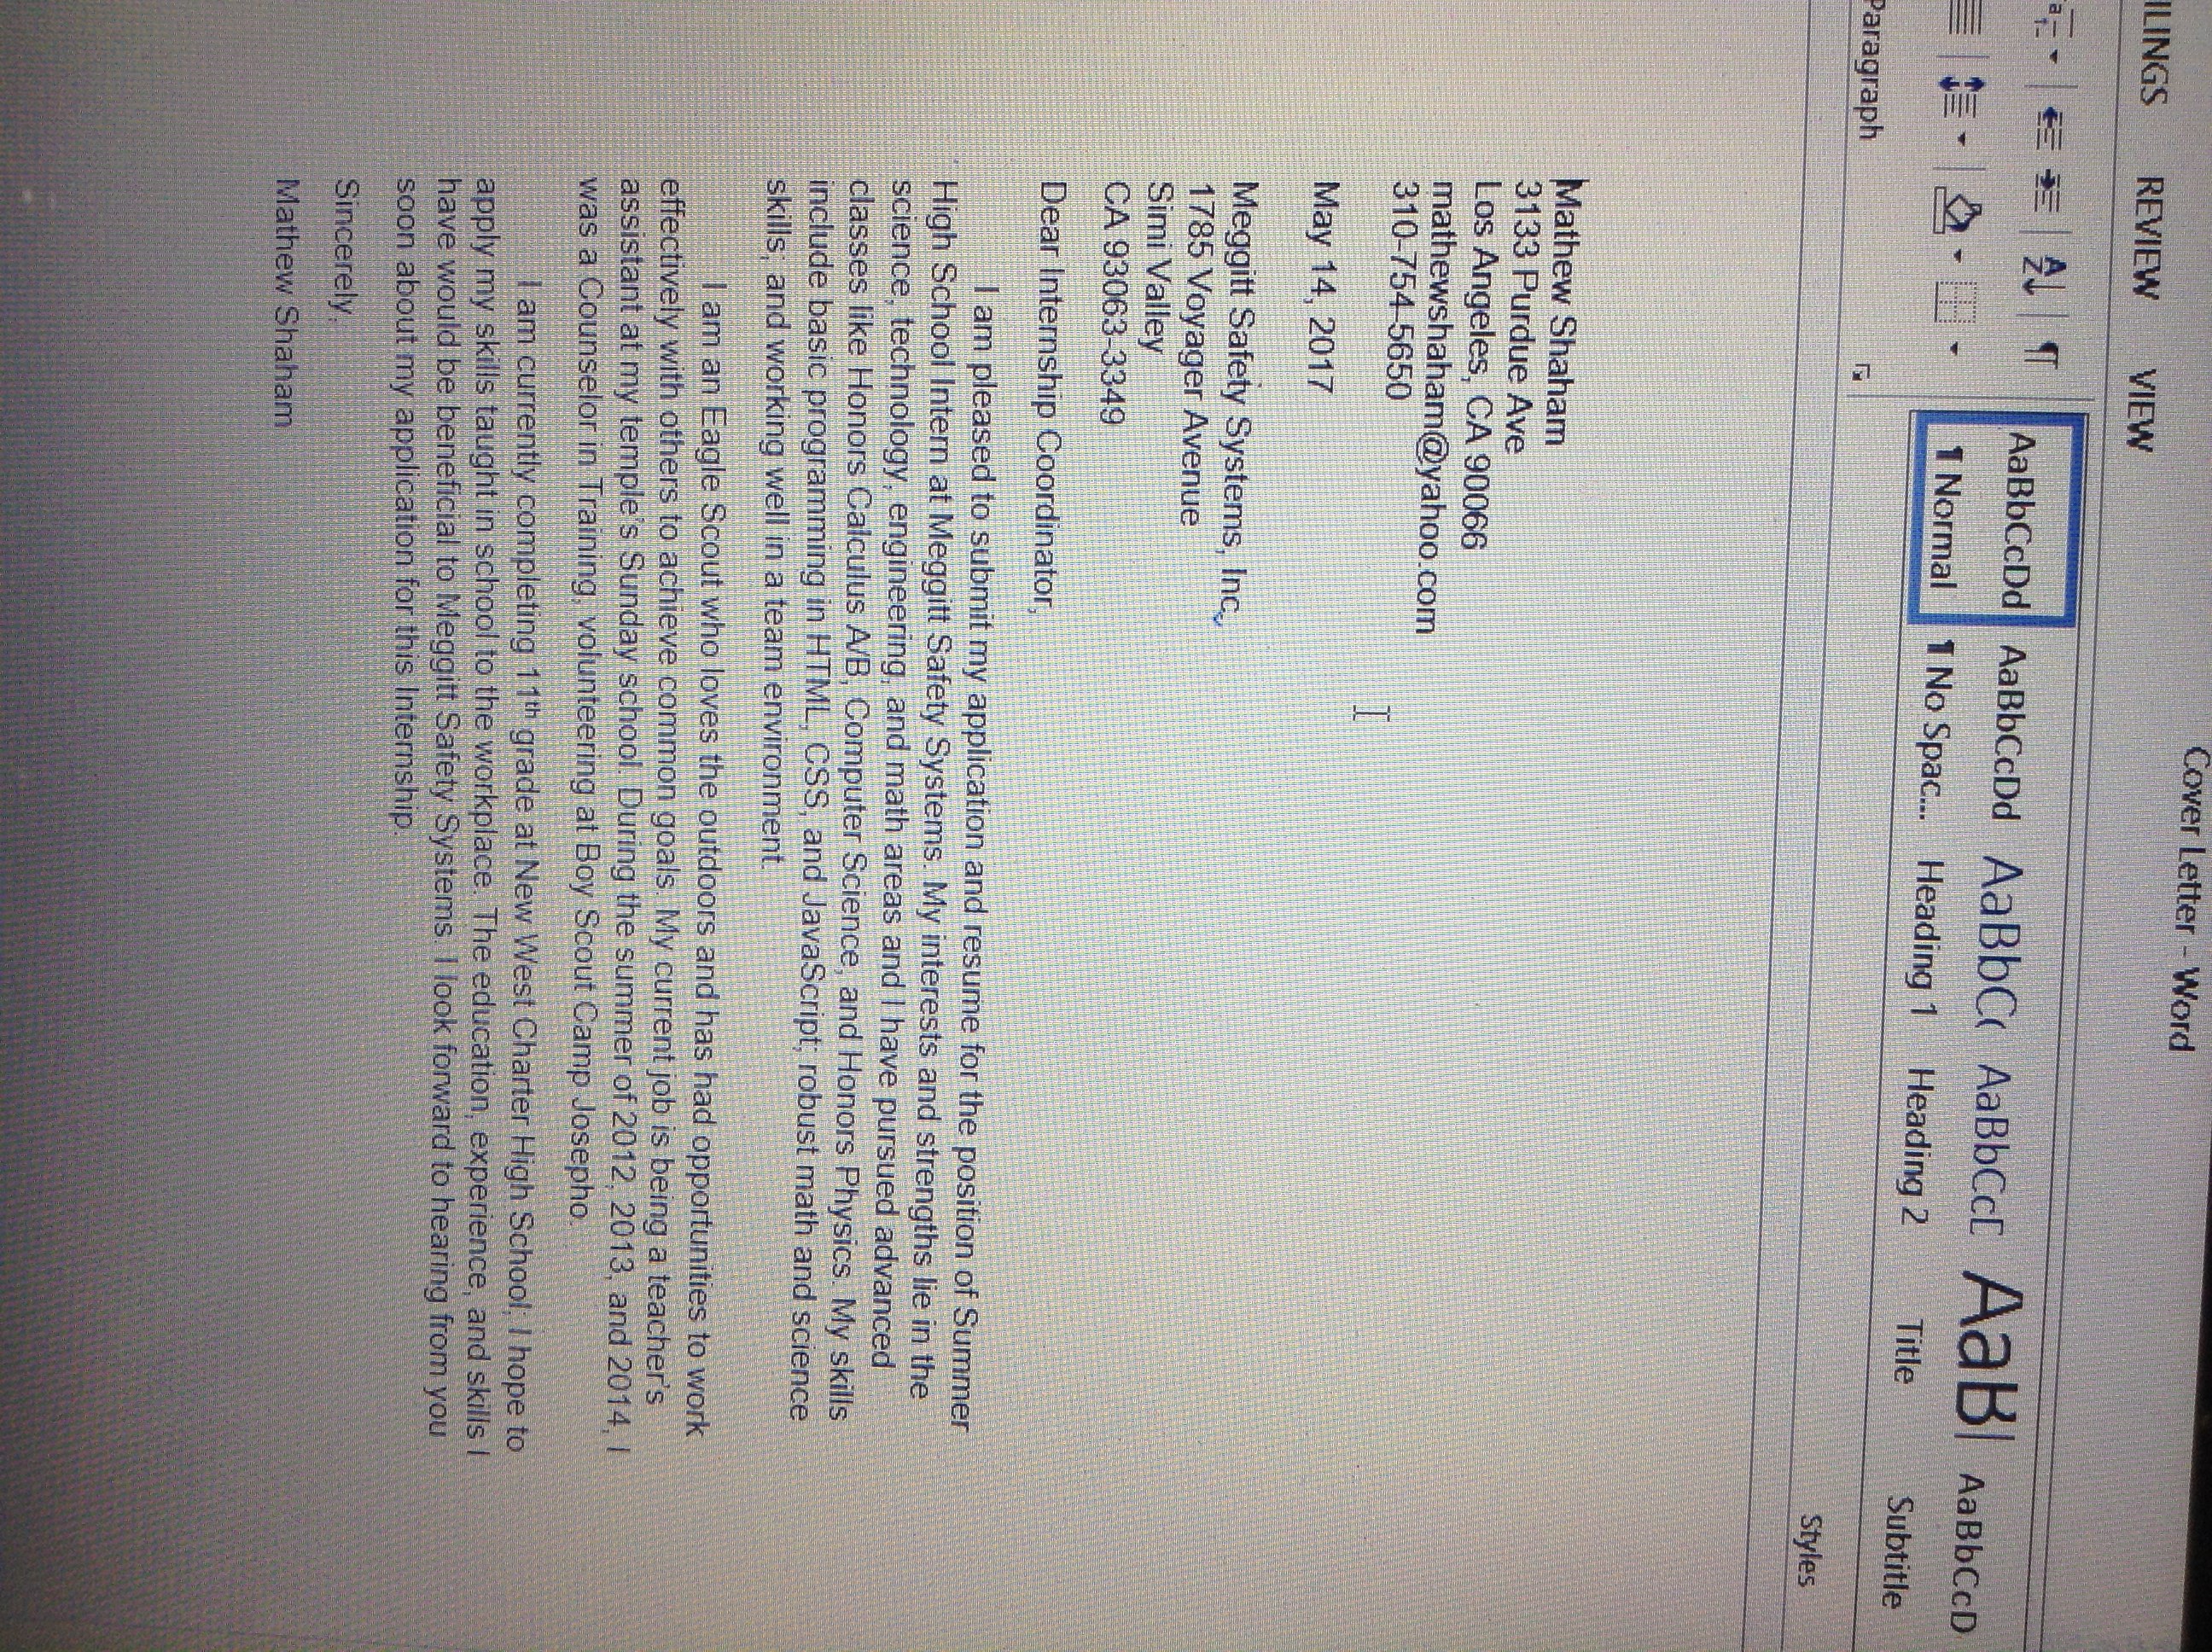 Cover Letter - Word
ILINGS REVIEW VIEW
AaBbCcDd AaBbCcDd AaBbC AaBbCcD AaB AaBbCcD
¶ Normal ¶ No Spac... Heading 1 Heading 2 Title Subtitle
Paragraph
Styles
Mathew Shaham
3133 Purdue Ave
Los Angeles, CA 90066
mathewshaham@yahoo.com
310-754-5650
May 14, 2017
Meggitt Safety Systems, Inc.
1785 Voyager Avenue
Simi Valley
CA 93063-3349
Dear Internship Coordinator,
I am pleased to submit my application and resume for the position of Summer
High School Intern at Meggitt Safety Systems. My interests and strengths lie in the
science, technology, engineering, and math areas and I have pursued advanced
classes like Honors Calculus A/B, Computer Science, and Honors Physics. My skills
include basic programming in HTML, CSS, and JavaScript; robust math and science
skills; and working well in a team environment.
I am an Eagle Scout who loves the outdoors and has had opportunities to work
effectively with others to achieve common goals. My current job is being a teacher's
assistant at my temple's Sunday school. During the summer of 2012, 2013, and 2014, I
was a Counselor in Training, volunteering at Boy Scout Camp Josepho.
I am currently completing 11th grade at New West Charter High School; I hope to
apply my skills taught in school to the workplace. The education, experience, and skills I
have would be beneficial to Meggitt Safety Systems. I look forward to hearing from you
soon about my application for this Internship.
Sincerely,
Mathew Shaham